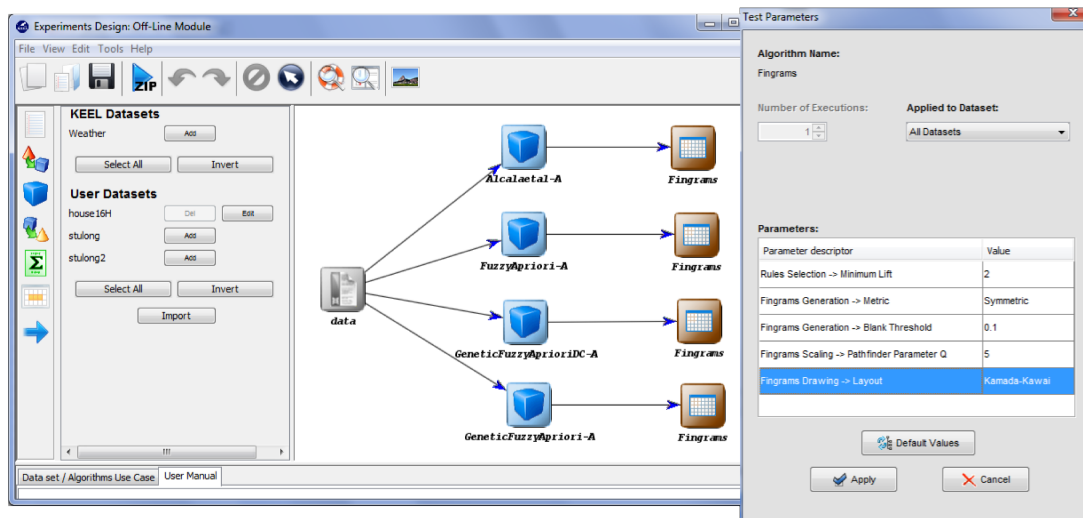 Experiments Design: Off-Line Module
File View Edit Tools Help
ZIP
KEEL Datasets
Weather Add
Select All Invert
User Datasets
house16H Del Edit
stulong Add
stulong2 Add
Select All Invert
Import
data
Alcalaetal-A
Fingrams
FuzzyApriori-A
Fingrams
GeneticFuzzyAprioriDC-A
Fingrams
GeneticFuzzyApriori-A
Fingrams
Data set / Algorithms Use Case User Manual
Test Parameters
Algorithm Name:
Fingrams
Number of Executions: Applied to Dataset:
1 All Datasets
Parameters:
Parameter descriptor Value
Rules Selection -> Minimum Lift 2
Fingrams Generation -> Metric Symmetric
Fingrams Generation -> Blank Threshold 0.1
Fingrams Scaling -> Pathfinder Parameter Q 5
Fingrams Drawing -> Layout Kamada-Kawai
Default Values
Apply Cancel